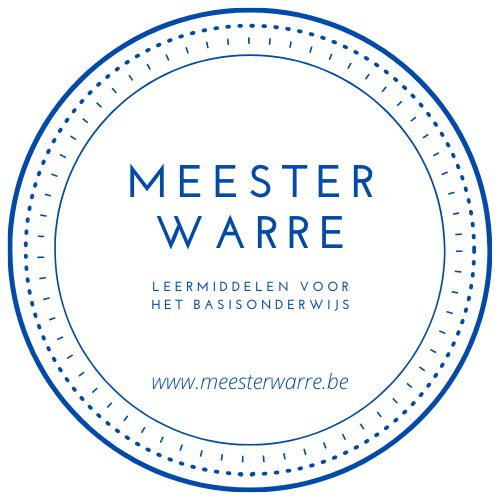 MEESTER
WARRE
LEERMIDDELEN VOOR
HET BASISONDERWIJS
www.meesterwarre.be